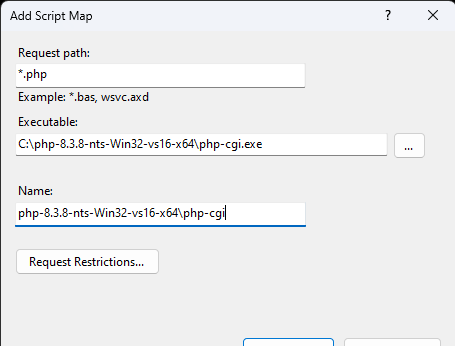 Add Script Map
?
Request path:
*.php
Example: *.bas, wsvc.axd
Executable:
C:\php-8.3.8-nts-Win32-vs16-x64\php-cgi.exe
...
Name:
php-8.3.8-nts-Win32-vs16-x64\php-cgi
Request Restrictions...